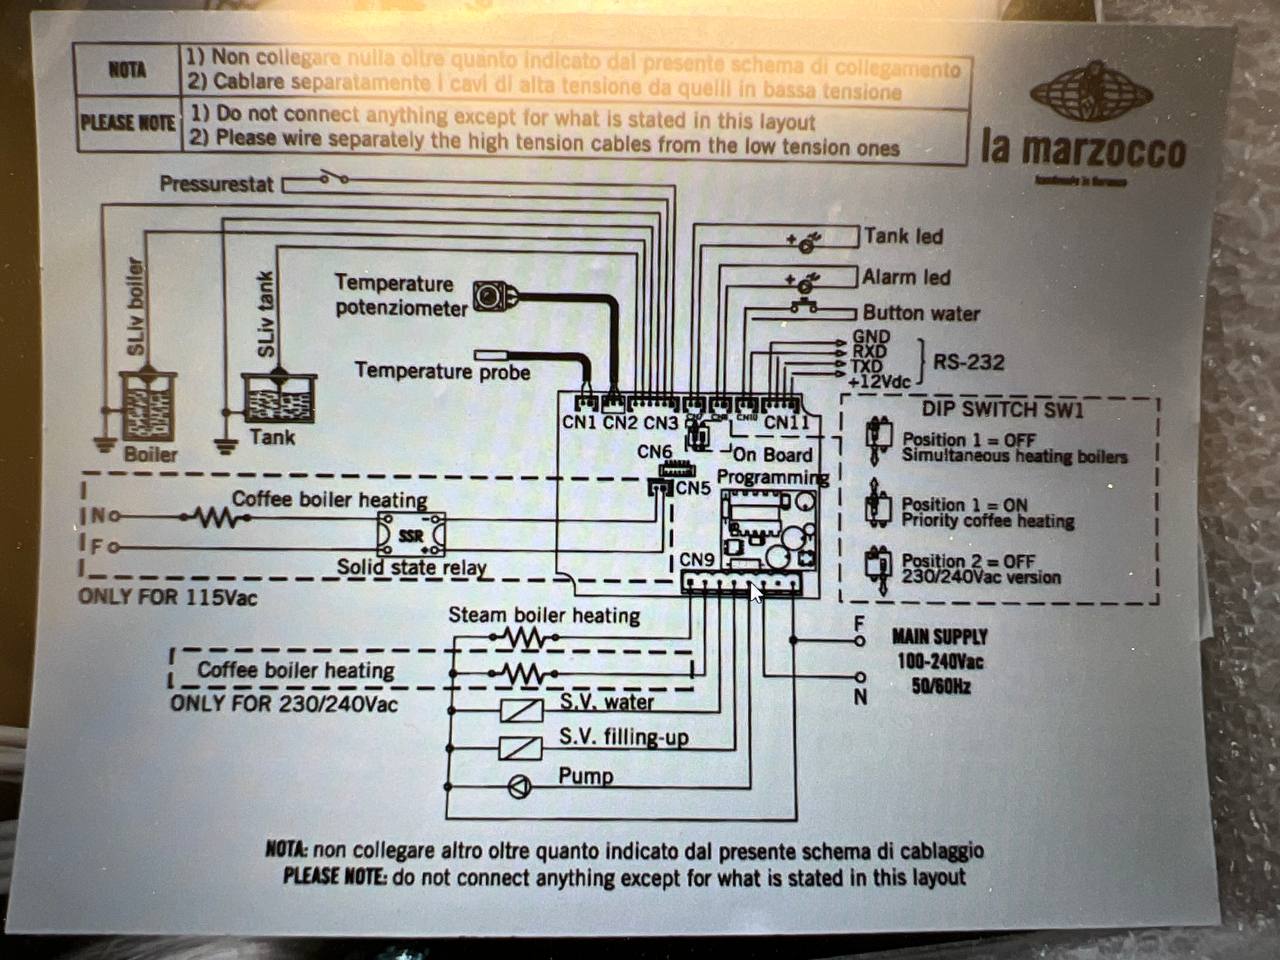 NOTA
1) Non collegare nulla oltre quanto indicato dal presente schema di collegamento
2) Cablare separatamente i cavi di alta tensione da quelli in bassa tensione
PLEASE NOTE
1) Do not connect anything except for what is stated in this layout
2) Please wire separately the high tension cables from the low tension ones
la marzocco
handmade in florence
Pressurestat
Tank led
Alarm led
Button water
GND
RXD
TXD
+12Vdc
RS-232
SLiv boiler
SLiv tank
Temperature
potenziometer
Temperature probe
Boiler
Tank
CN1 CN2 CN3 CN7 CN8 CN10 CN11
CN6
On Board
Programming
CN5
CN9
DIP SWITCH SW1
Position 1 = OFF
Simultaneous heating boilers
Position 1 = ON
Priority coffee heating
Position 2 = OFF
230/240Vac version
Coffee boiler heating
N
F
SSR
Solid state relay
ONLY FOR 115Vac
Steam boiler heating
Coffee boiler heating
ONLY FOR 230/240Vac
S.V. water
S.V. filling-up
Pump
F
N
MAIN SUPPLY
100-240Vac
50/60Hz
NOTA: non collegare altro oltre quanto indicato dal presente schema di cablaggio
PLEASE NOTE: do not connect anything except for what is stated in this layout